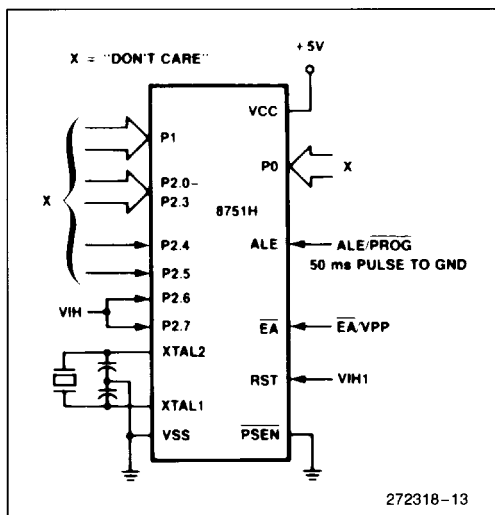 X = "DON'T CARE"
+5V
VCC
P1
P0
X
X
P2.0–
P2.3
8751H
P2.4
ALE
ALE/PROG
50 ms PULSE TO GND
P2.5
P2.6
VIH
P2.7
EA
EA/VPP
XTAL2
RST
VIH1
XTAL1
VSS
PSEN
272318–13